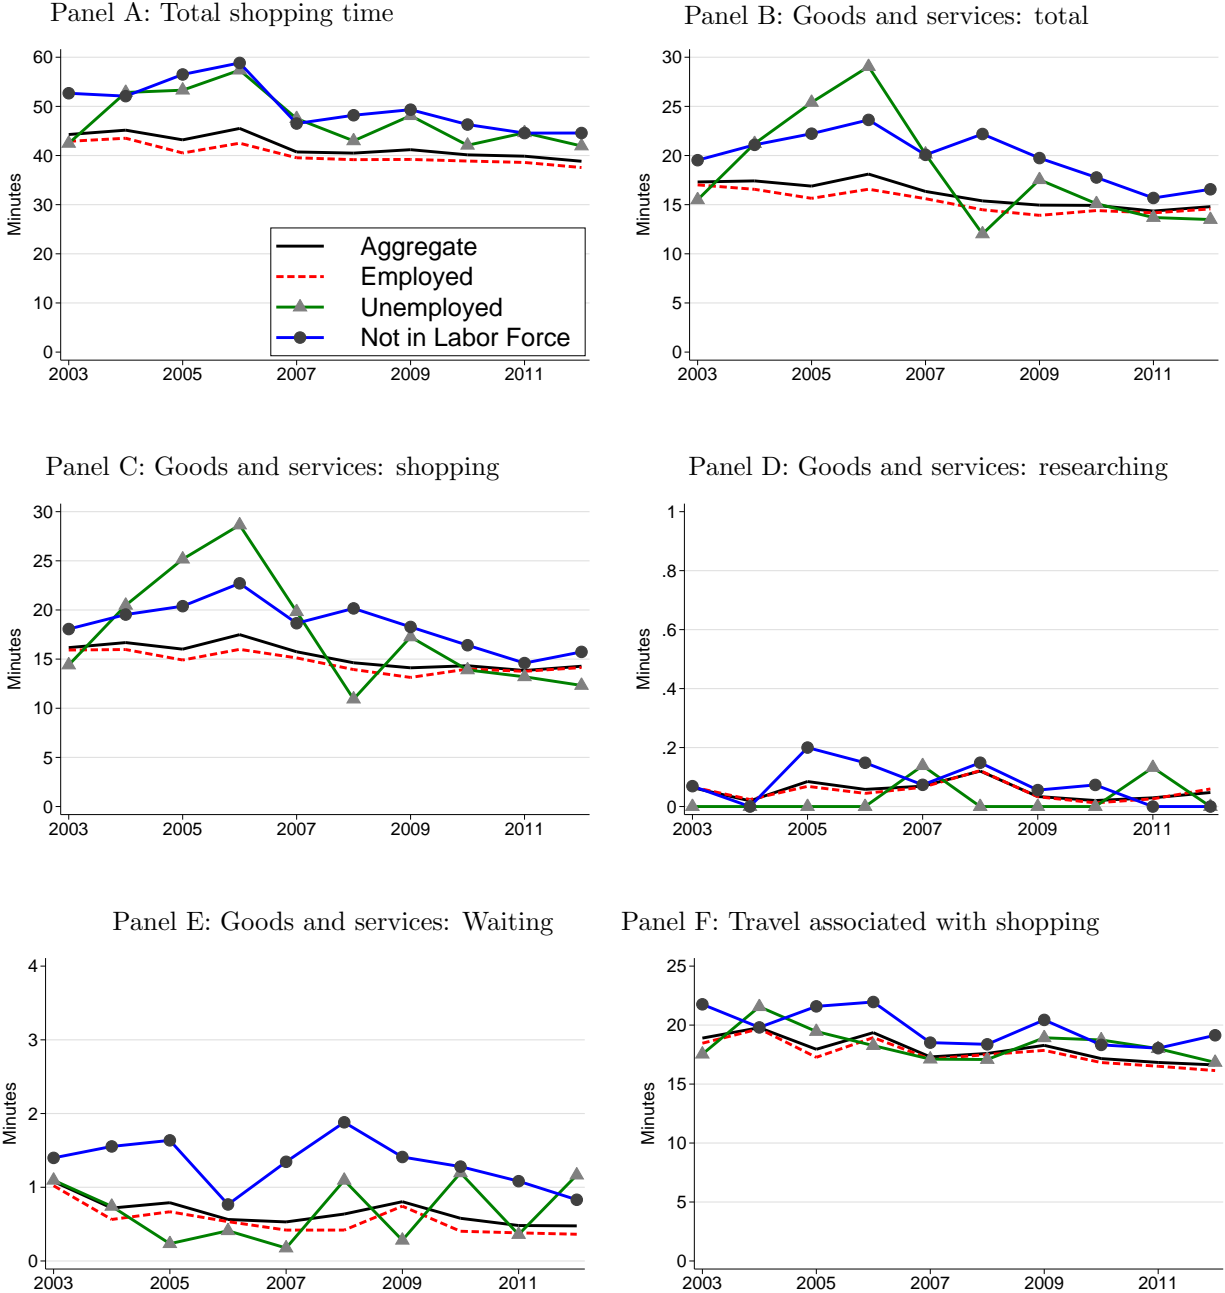 Panel A: Total shopping time
Minutes
60
50
40
30
20
10
0
2003 2005 2007 2009 2011
Aggregate
Employed
Unemployed
Not in Labor Force
Panel B: Goods and services: total
Minutes
30
25
20
15
10
5
0
2003 2005 2007 2009 2011
Panel C: Goods and services: shopping
Minutes
30
25
20
15
10
5
0
2003 2005 2007 2009 2011
Panel D: Goods and services: researching
Minutes
1
.8
.6
.4
.2
0
2003 2005 2007 2009 2011
Panel E: Goods and services: Waiting
Minutes
4
3
2
1
0
2003 2005 2007 2009 2011
Panel F: Travel associated with shopping
Minutes
25
20
15
10
5
0
2003 2005 2007 2009 2011